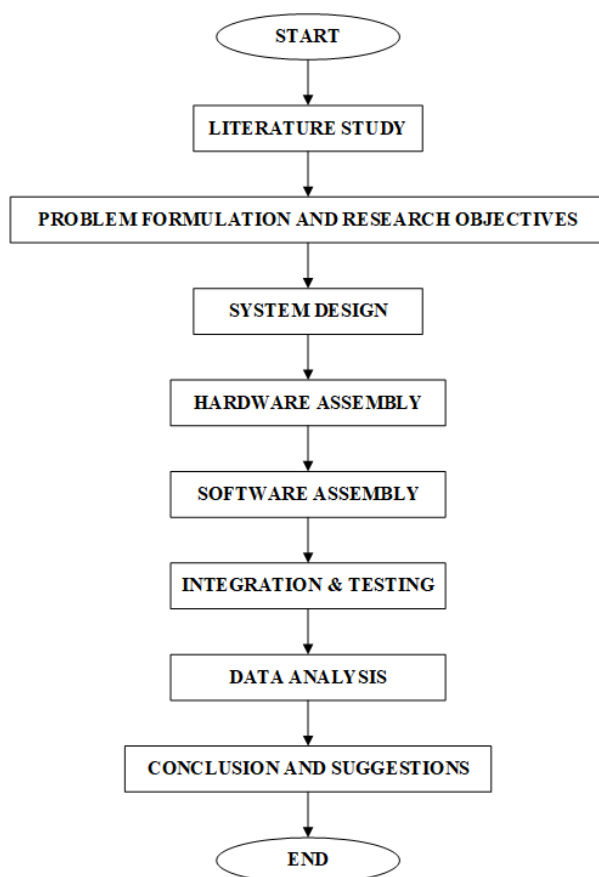 START
LITERATURE STUDY
PROBLEM FORMULATION AND RESEARCH OBJECTIVES
SYSTEM DESIGN
HARDWARE ASSEMBLY
SOFTWARE ASSEMBLY
INTEGRATION & TESTING
DATA ANALYSIS
CONCLUSION AND SUGGESTIONS
END